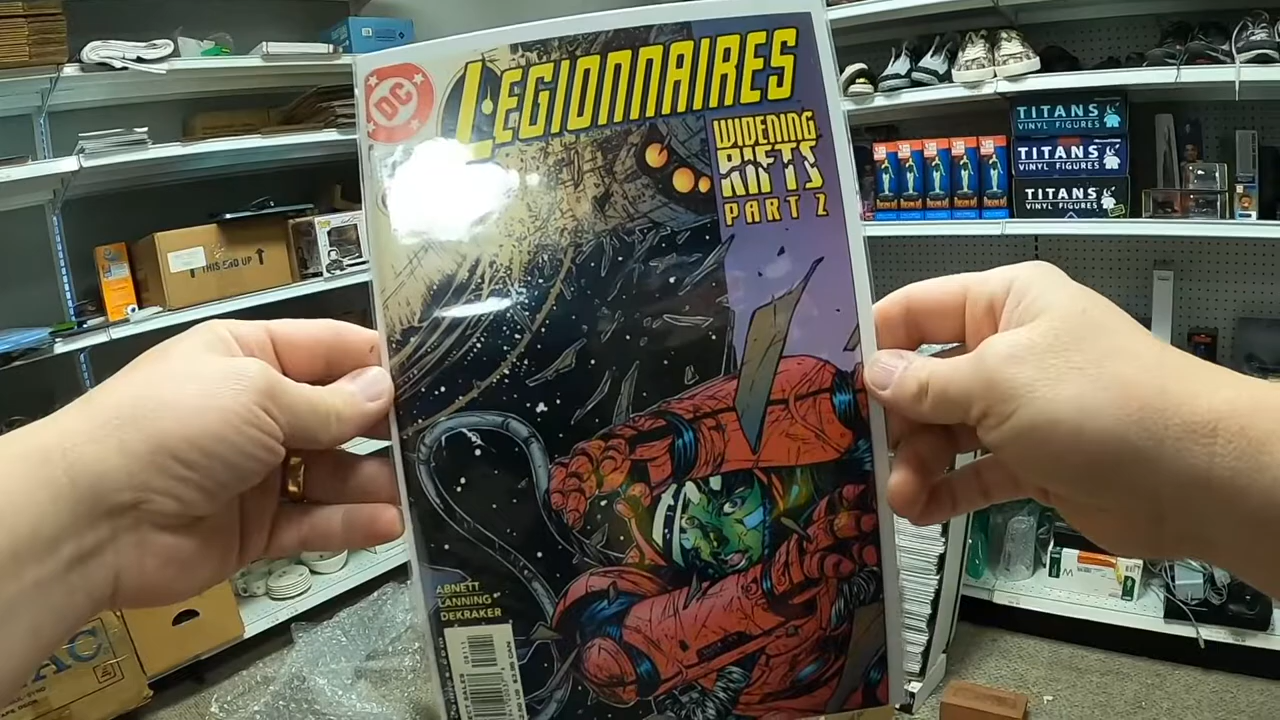 DC
LEGIONNAIRES
WIDENING
RIFTS
PART 2
ABNETT
LANNING
DEKRAKER
08111
THIS END UP
TITANS
VINYL FIGURES
TITANS
VINYL FIGURES
TITANS
VINYL FIGURES